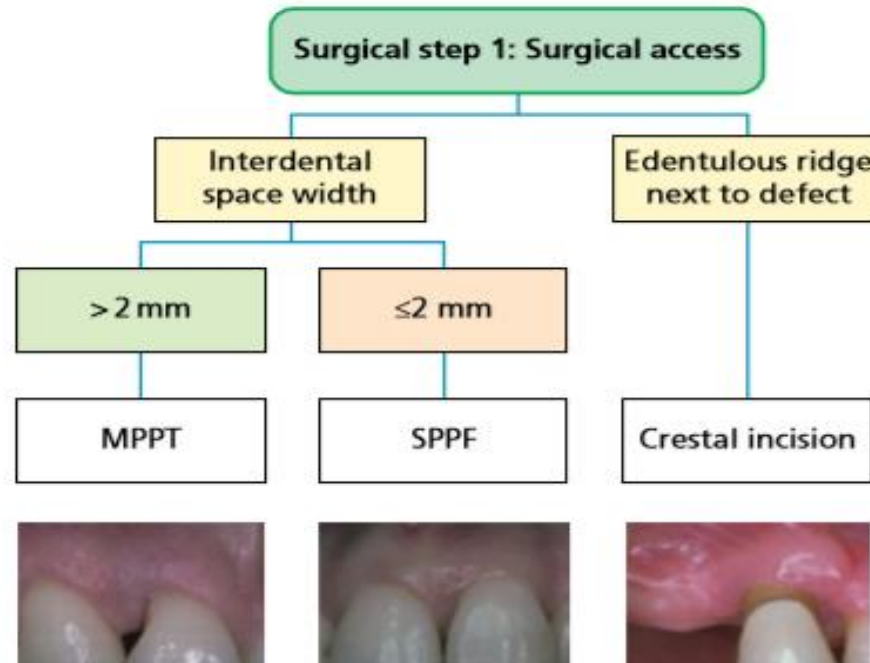 Surgical step 1: Surgical access
Interdental
space width
Edentulous ridge
next to defect
> 2 mm
≤2 mm
MPPT
SPPF
Crestal incision